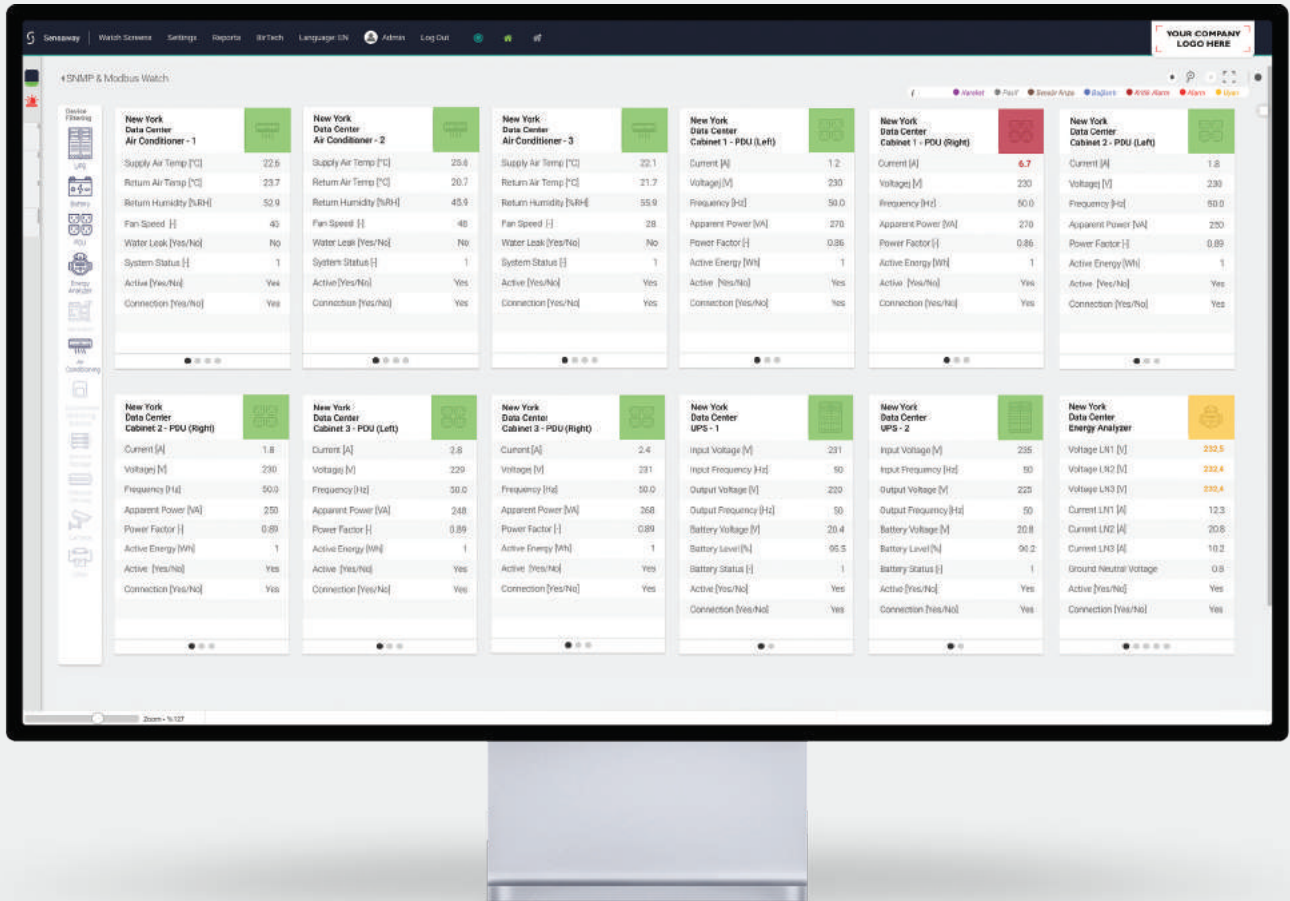 Sensaway
Watch Screens Settings Reports BirTech Language: EN Admin Log Out
YOUR COMPANY
LOGO HERE
SNMP & Modbus Watch
Hareket Pasif Sensör Arıza Bağlantı Kritik Alarm Alarm Uyarı
Device
Filtering
UPS
Battery
PDU
Energy
Analyzer
Air
Conditioning
New York
Data Center
Air Conditioner - 1
Supply Air Temp [°C] 22.6
Return Air Temp [°C] 23.7
Return Humidity [%RH] 52.9
Fan Speed [-]
Water Leak [Yes/No] No
System Status [-] 1
Active [Yes/No] Yes
Connection [Yes/No] Yes
New York
Data Center
Air Conditioner - 2
Supply Air Temp [°C]
Return Air Temp [°C] 20.7
Return Humidity [%RH] 45.9
Fan Speed [-]
Water Leak [Yes/No] No
System Status [-] 1
Active [Yes/No] Yes
Connection [Yes/No] Yes
New York
Data Center
Air Conditioner - 3
Supply Air Temp [°C] 22.1
Return Air Temp [°C] 21.7
Return Humidity [%RH] 55.9
Fan Speed [-] 28
Water Leak [Yes/No] No
System Status [-] 1
Active [Yes/No] Yes
Connection [Yes/No] Yes
New York
Data Center
Cabinet 1 - PDU (Left)
Current [A] 1.2
Voltagej [V] 230
Frequency [Hz] 50.0
Apparent Power [VA] 270
Power Factor [-] 0.86
Active Energy [Wh] 1
Active [Yes/No] Yes
Connection [Yes/No] Yes
New York
Data Center
Cabinet 1 - PDU (Right)
Current [A] 6.7
Voltagej [V] 230
Frequency [Hz] 50.0
Apparent Power [VA] 270
Power Factor [-] 0.86
Active Energy [Wh] 1
Active [Yes/No] Yes
Connection [Yes/No] Yes
New York
Data Center
Cabinet 2 - PDU (Left)
Current [A] 1.8
Voltagej [V] 230
Frequency [Hz] 50.0
Apparent Power [VA] 250
Power Factor [-] 0.89
Active Energy [Wh] 1
Active [Yes/No] Yes
Connection [Yes/No] Yes
New York
Data Center
Cabinet 2 - PDU (Right)
Current [A] 1.8
Voltagej [V] 230
Frequency [Hz] 50.0
Apparent Power [VA] 250
Power Factor [-] 0.89
Active Energy [Wh] 1
Active [Yes/No] Yes
Connection [Yes/No] Yes
New York
Data Center
Cabinet 3 - PDU (Left)
Current [A] 2.8
Voltagej [V] 229
Frequency [Hz] 50.0
Apparent Power [VA] 248
Power Factor [-] 0.89
Active Energy [Wh] 1
Active [Yes/No] Yes
Connection [Yes/No] Yes
New York
Data Center
Cabinet 3 - PDU (Right)
Current [A] 2.4
Voltagej [V] 231
Frequency [Hz] 50.0
Apparent Power [VA] 268
Power Factor [-] 0.89
Active Energy [Wh] 1
Active [Yes/No] Yes
Connection [Yes/No] Yes
New York
Data Center
UPS - 1
Input Voltage [V] 231
Input Frequency [Hz] 50
Output Voltage [V] 220
Output Frequency [Hz] 50
Battery Voltage [V] 20.4
Battery Level [%] 95.5
Battery Status [-] 1
Active [Yes/No] Yes
Connection [Yes/No] Yes
New York
Data Center
UPS - 2
Input Voltage [V] 235
Input Frequency [Hz] 50
Output Voltage [V] 225
Output Frequency [Hz] 50
Battery Voltage [V] 20.8
Battery Level [%] 90.2
Battery Status [-] 1
Active [Yes/No] Yes
Connection [Yes/No] Yes
New York
Data Center
Energy Analyzer
Voltage LN1 [V] 232,5
Voltage LN2 [V] 232,4
Voltage LN3 [V] 232,4
Current LN1 [A] 12.3
Current LN2 [A] 20.8
Current LN3 [A] 10.2
Ground Neutral Voltage 0.8
Active [Yes/No] Yes
Connection [Yes/No] Yes
Zoom - %127